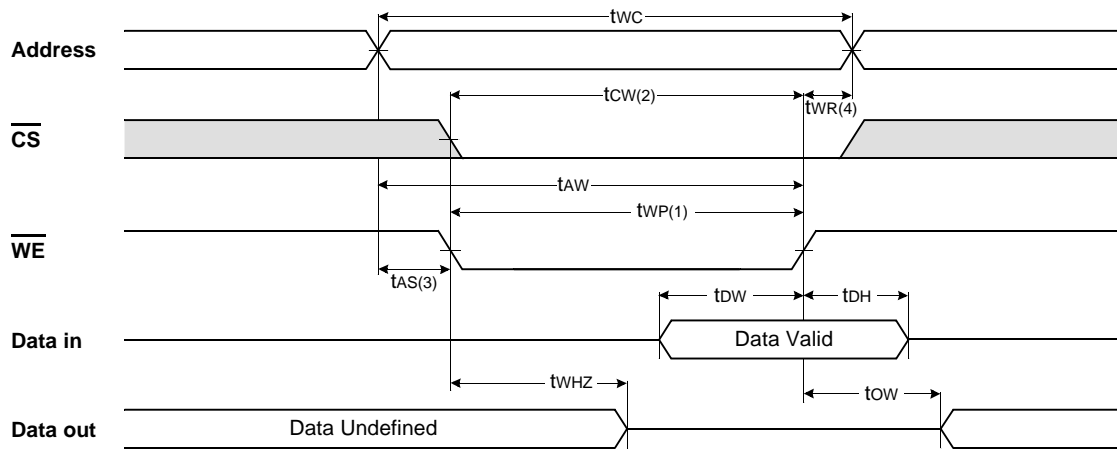 tWC
Address
tCW(2)
tWR(4)
CS
tAW
tWP(1)
WE
tAS(3)
tDW
tDH
Data in
Data Valid
tWHZ
tOW
Data out
Data Undefined